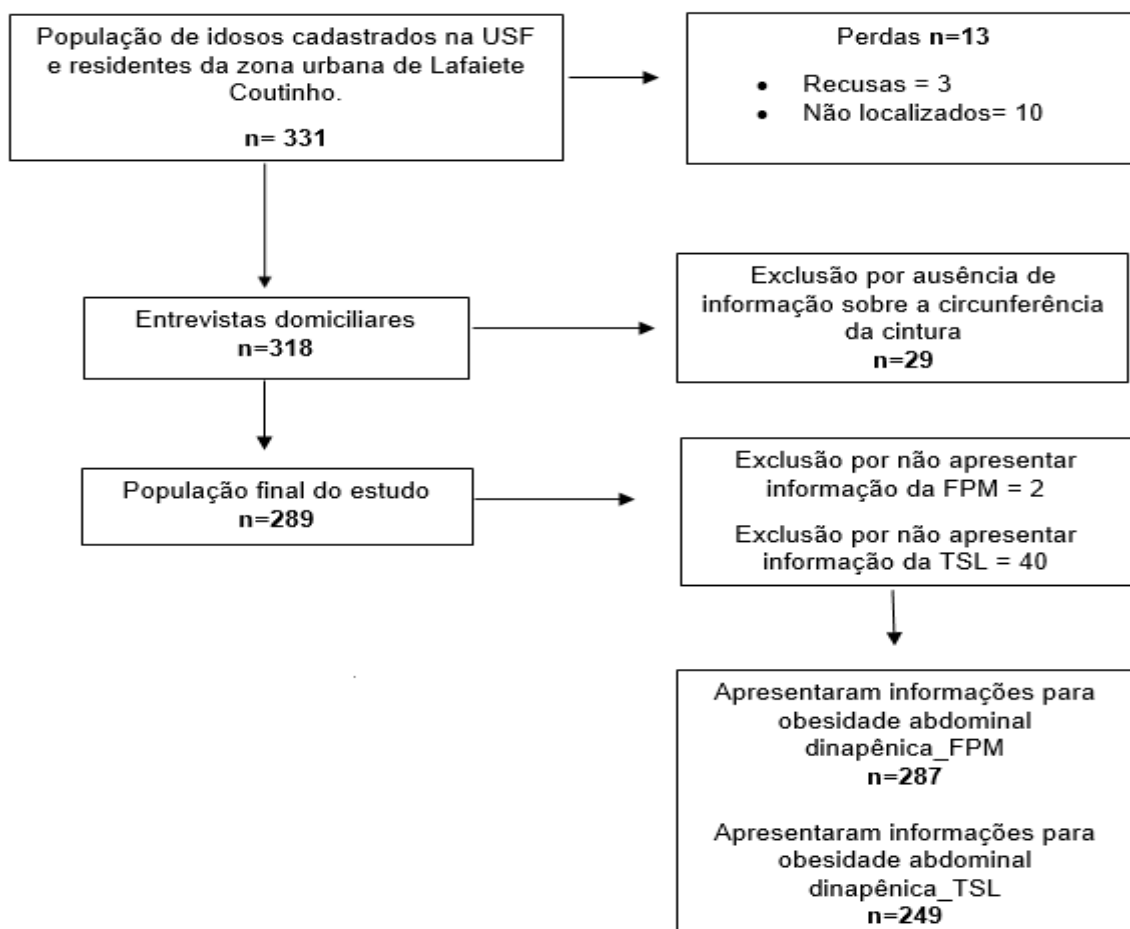 População de idosos cadastrados na USF
e residentes da zona urbana de Lafaiete
Coutinho.
n= 331
Perdas n=13
• Recusas = 3
• Não localizados= 10
Entrevistas domiciliares
n=318
Exclusão por ausência de
informação sobre a circunferência
da cintura
n=29
População final do estudo
n=289
Exclusão por não apresentar
informação da FPM = 2
Exclusão por não apresentar
informação da TSL = 40
Apresentaram informações para
obesidade abdominal
dinapênica_FPM
n=287
Apresentaram informações para
obesidade abdominal
dinapênica_TSL
n=249